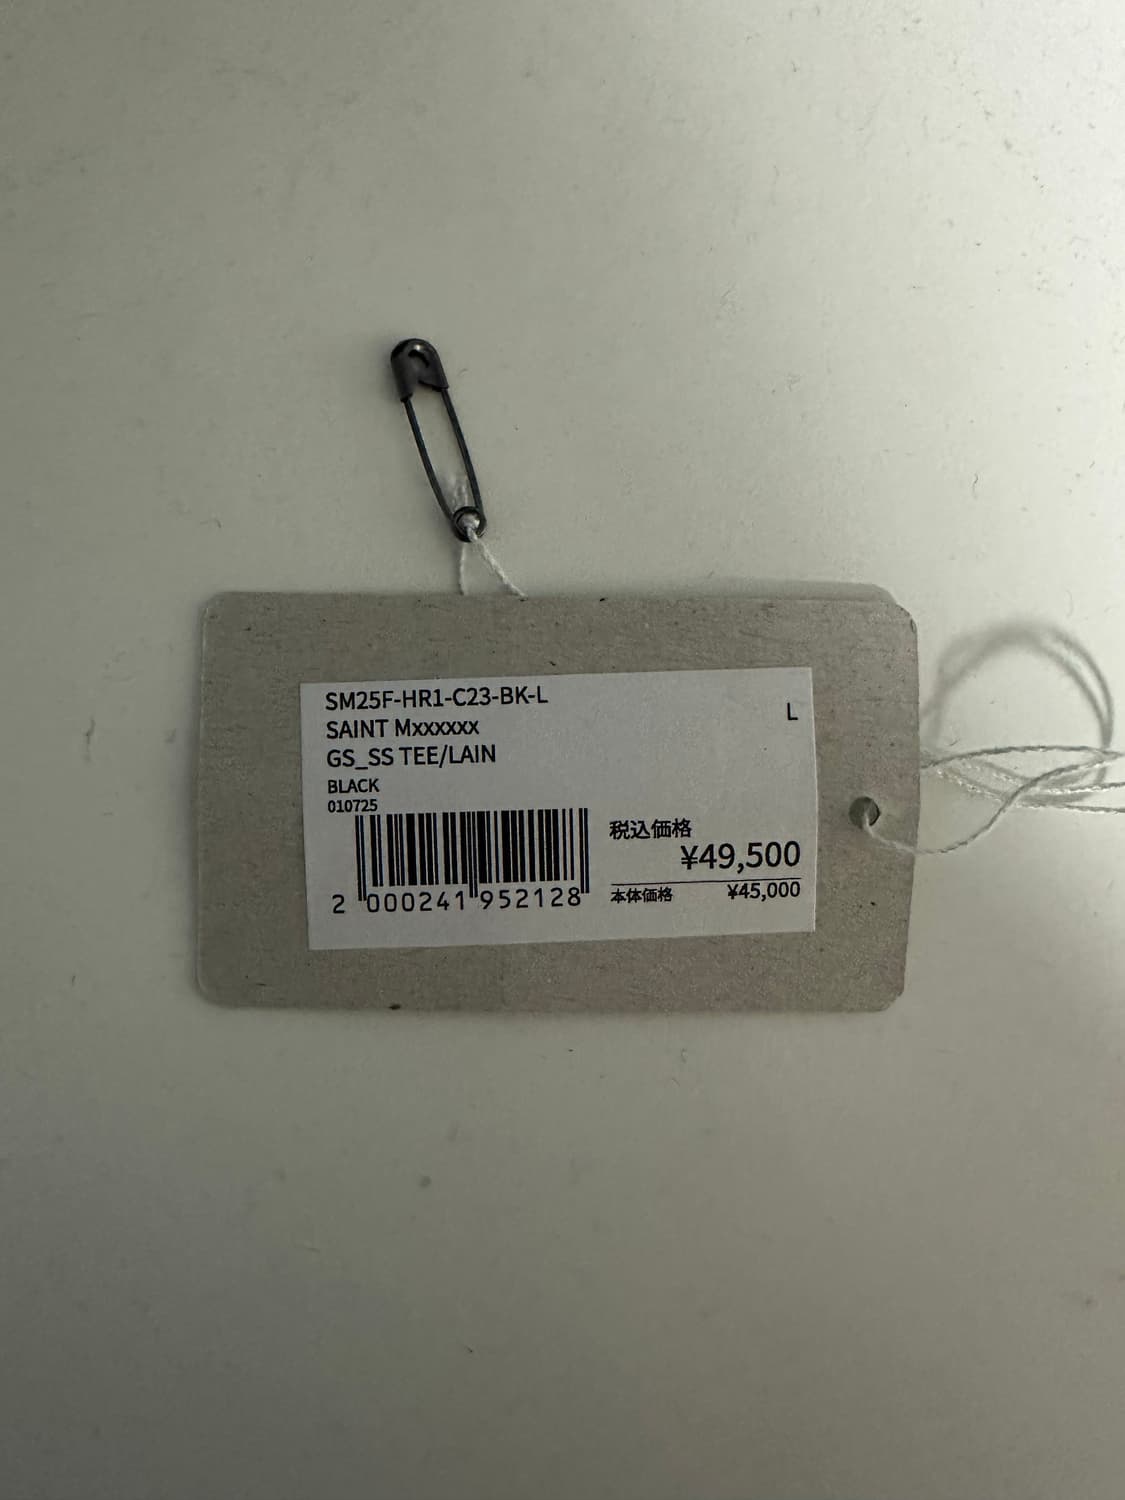 SM25F-HR1-C23-BK-L
L
SAINT Mxxxxxx
GS_SS TEE/LAIN
BLACK
010725
2 000241 952128
税込価格
¥49,500
本体価格 ¥45,000